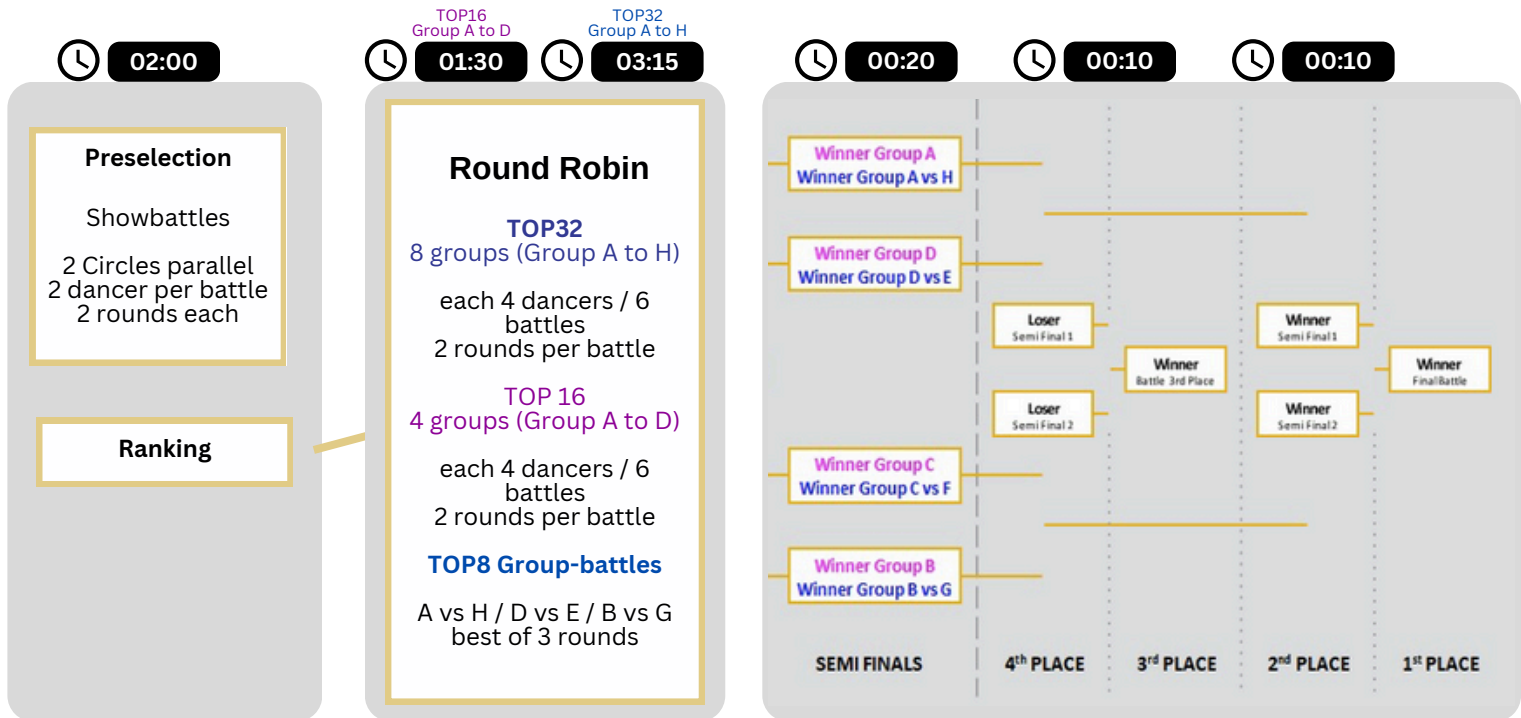 TOP16
Group A to D
TOP32
Group A to H
02:00
01:30
03:15
00:20
00:10
00:10
Preselection
Showbattles
2 Circles parallel
2 dancer per battle
2 rounds each
Ranking
Round Robin
TOP32
8 groups (Group A to H)
each 4 dancers / 6
battles
2 rounds per battle
TOP 16
4 groups (Group A to D)
each 4 dancers / 6
battles
2 rounds per battle
TOP8 Group-battles
A vs H / D vs E / B vs G
best of 3 rounds
Winner Group A
Winner Group A vs H
Winner Group D
Winner Group D vs E
Loser
Semi Final 1
Winner
Battle 3rd Place
Loser
Semi Final 2
Winner
Semi Final 1
Winner
Final Battle
Winner
Semi Final 2
Winner Group C
Winner Group C vs F
Winner Group B
Winner Group B vs G
SEMI FINALS
4th PLACE
3rd PLACE
2nd PLACE
1st PLACE